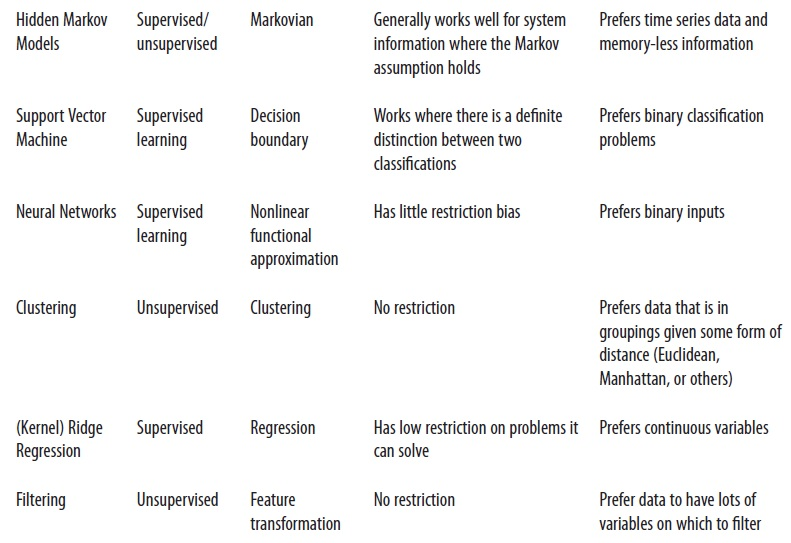 Hidden Markov Models Supervised/ unsupervised Markovian Generally works well for system information where the Markov assumption holds Prefers time series data and memory-less information
Support Vector Machine Supervised learning Decision boundary Works where there is a definite distinction between two classifications Prefers binary classification problems
Neural Networks Supervised learning Nonlinear functional approximation Has little restriction bias Prefers binary inputs
Clustering Unsupervised Clustering No restriction Prefers data that is in groupings given some form of distance (Euclidean, Manhattan, or others)
(Kernel) Ridge Regression Supervised Regression Has low restriction on problems it can solve Prefers continuous variables
Filtering Unsupervised Feature transformation No restriction Prefer data to have lots of variables on which to filter